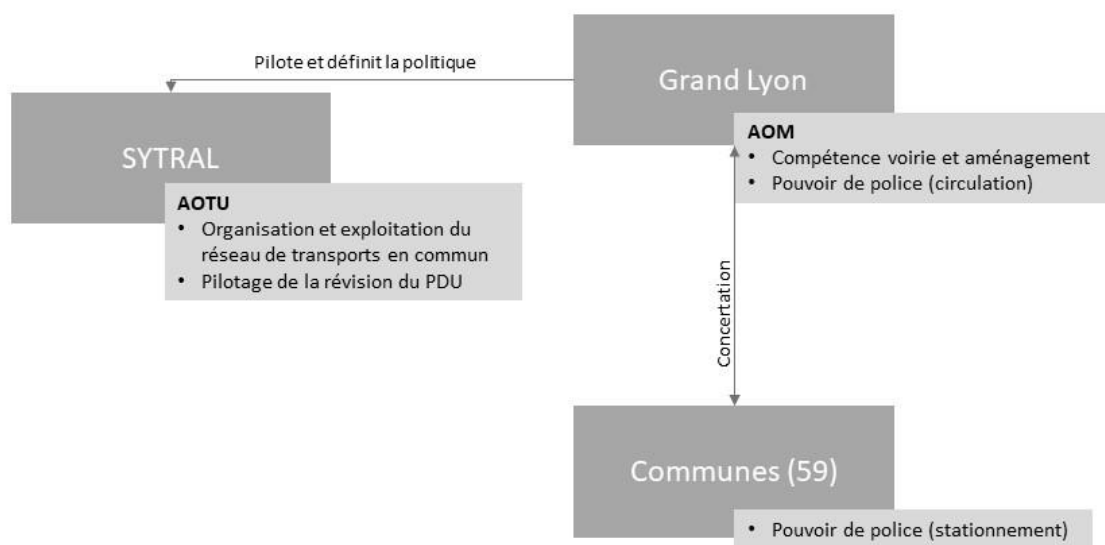 Pilote et définit la politique
Grand Lyon
SYTRAL
AOM
• Compétence voirie et aménagement
• Pouvoir de police (circulation)
AOTU
• Organisation et exploitation du
réseau de transports en commun
• Pilotage de la révision du PDU
Concertation
Communes (59)
• Pouvoir de police (stationnement)